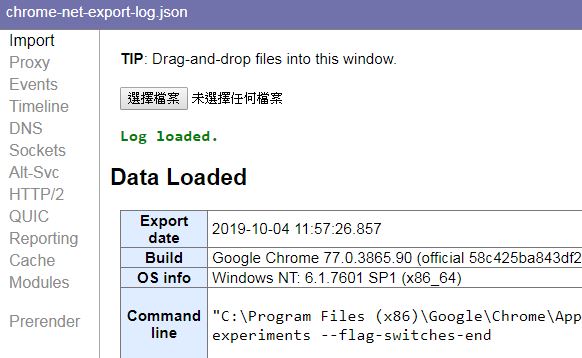 chrome-net-export-log.json
Import
Proxy
Events
Timeline
DNS
Sockets
Alt-Svc
HTTP/2
QUIC
Reporting
Cache
Modules
Prerender
TIP: Drag-and-drop files into this window.
選擇檔案 未選擇任何檔案
Log loaded.
Data Loaded
Export date 2019-10-04 11:57:26.857
Build Google Chrome 77.0.3865.90 (official 58c425ba843df2
OS info Windows NT: 6.1.7601 SP1 (x86_64)
Command line "C:\Program Files (x86)\Google\Chrome\App
experiments --flag-switches-end